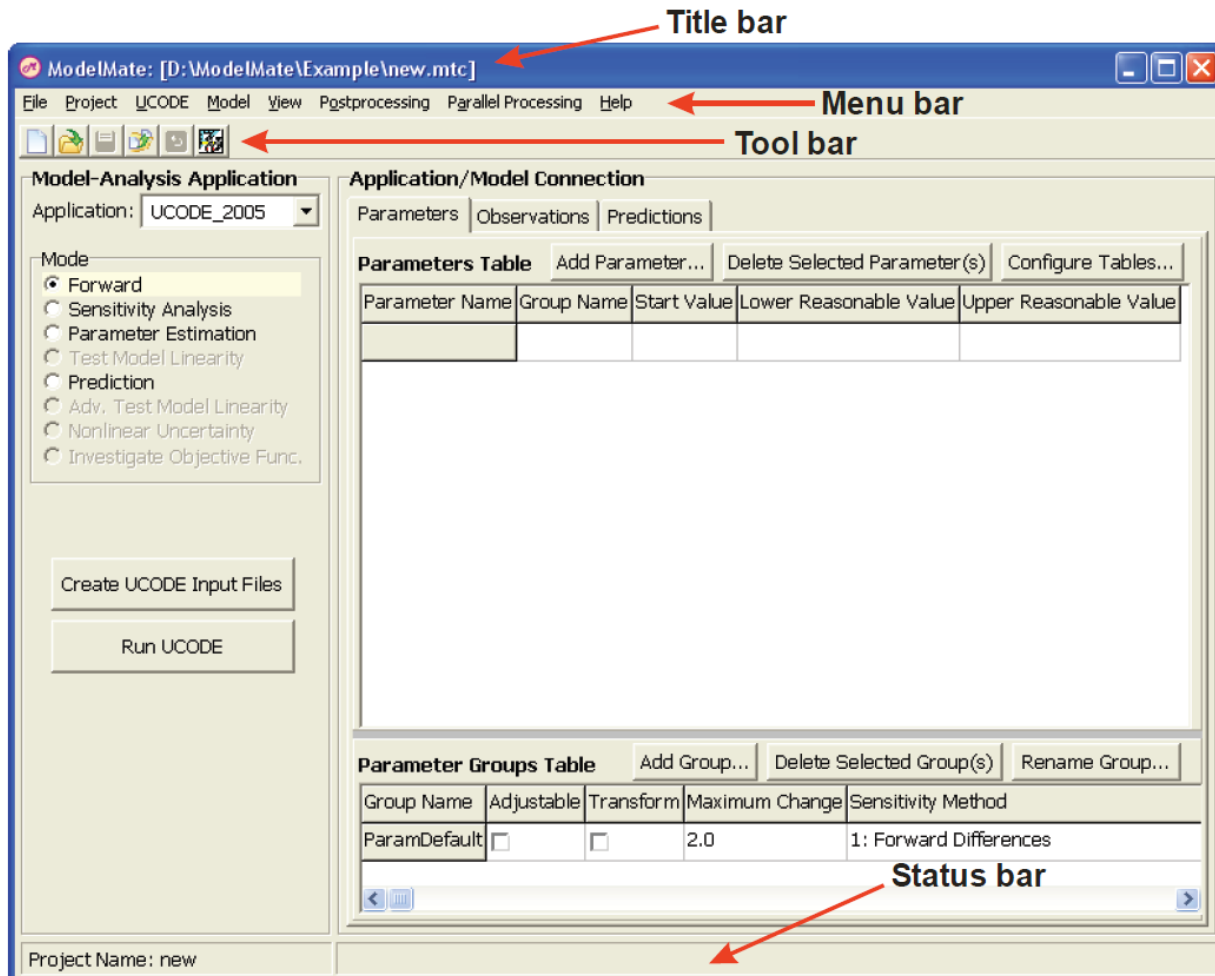 Title bar
ModelMate: [D:\ModelMate\Example\new.mtc]
File Project UCODE Model View Postprocessing Parallel Processing Help
Menu bar
Tool bar
Model-Analysis Application
Application: UCODE_2005
Mode
Forward
Sensitivity Analysis
Parameter Estimation
Test Model Linearity
Prediction
Adv. Test Model Linearity
Nonlinear Uncertainty
Investigate Objective Func.
Create UCODE Input Files
Run UCODE
Application/Model Connection
Parameters Observations Predictions
Parameters Table Add Parameter... Delete Selected Parameter(s) Configure Tables...
Parameter Name Group Name Start Value Lower Reasonable Value Upper Reasonable Value
Parameter Groups Table Add Group... Delete Selected Group(s) Rename Group...
Group Name Adjustable Transform Maximum Change Sensitivity Method
ParamDefault 2.0 1: Forward Differences
Status bar
Project Name: new